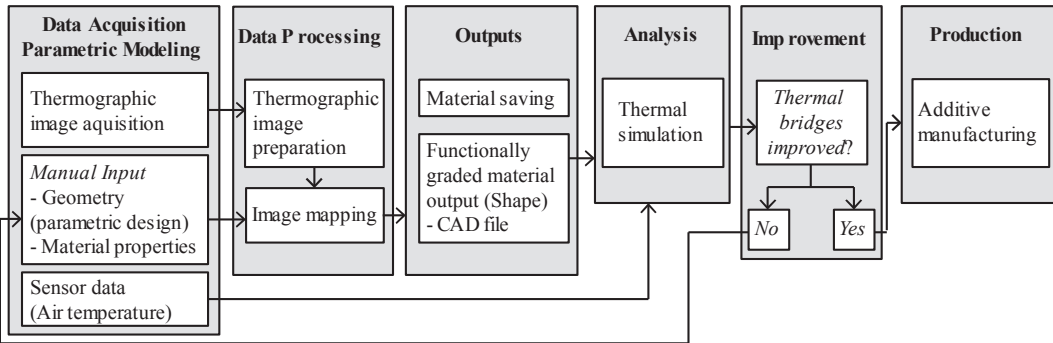 Data Acquisition
Parametric Modeling
Thermographic
image aquisition
Manual Input
- Geometry
(parametric design)
- Material properties
Sensor data
(Air temperature)
Data P rocessing
Thermographic
image
preparation
Image mapping
Outputs
Material saving
Functionally
graded material
output (Shape)
- CAD file
Analysis
Thermal
simulation
Imp rovement
Thermal
bridges
improved?
No
Yes
Production
Additive
manufacturing